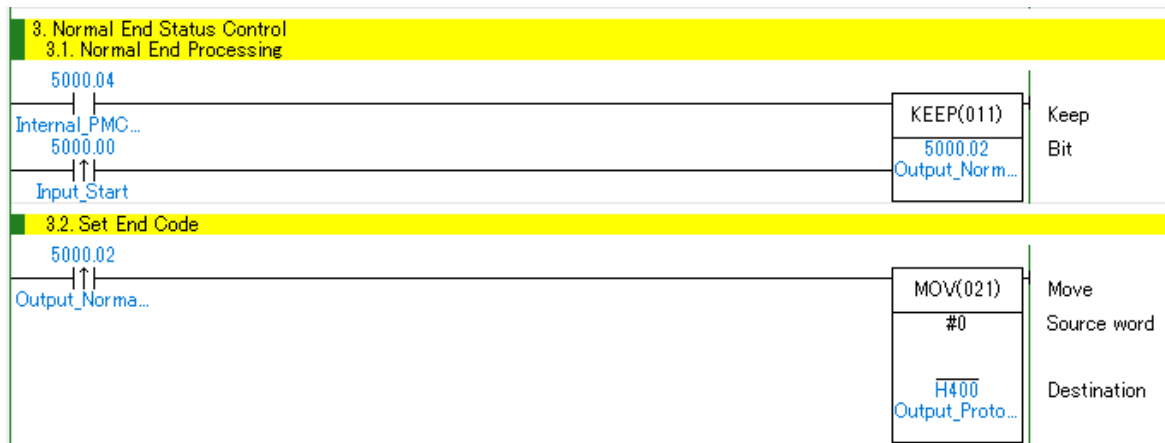 3. Normal End Status Control
3.1. Normal End Processing
5000.04
Internal_PMC...
KEEP(011)
Keep
5000.00
5000.02
Bit
Input_Start
Output_Norm...
3.2. Set End Code
5000.02
Output_Norma...
MOV(021)
Move
#0
Source word
H400
Destination
Output_Proto...